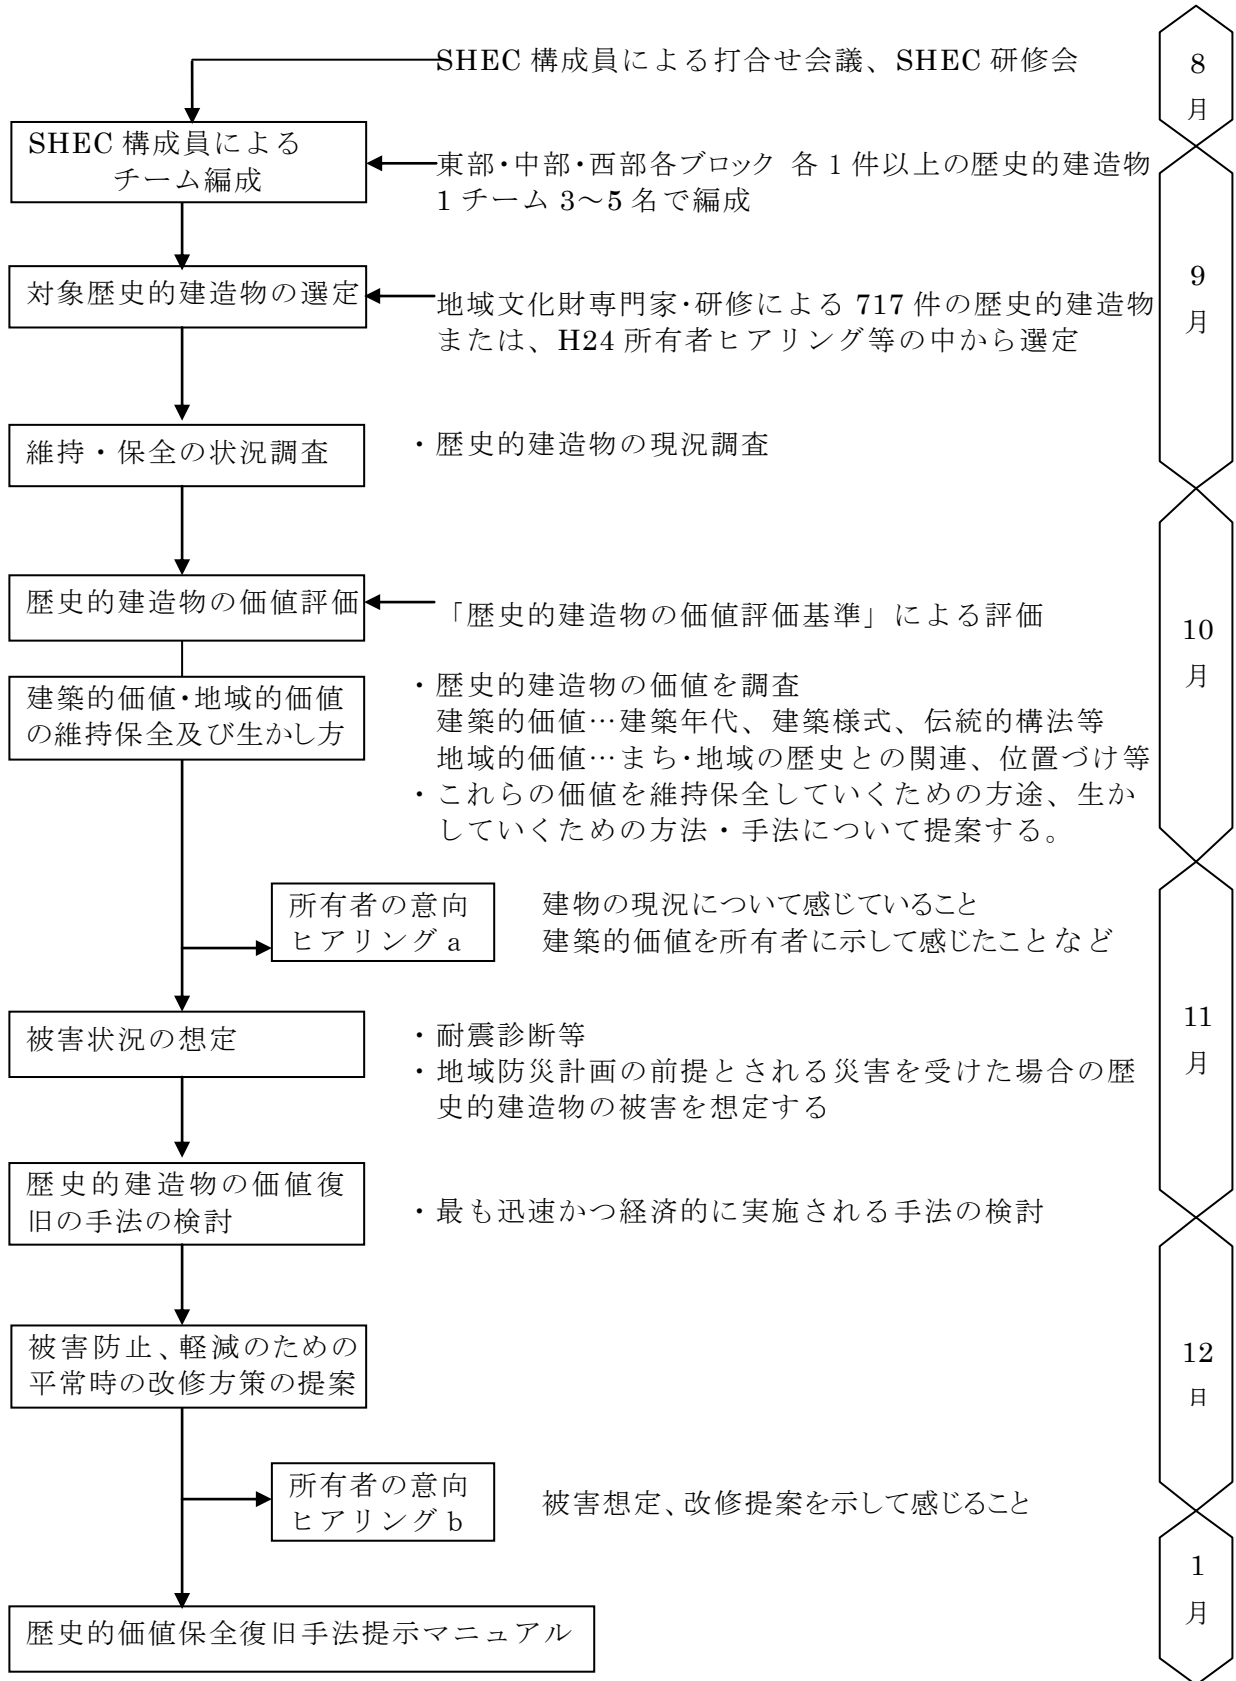 SHEC 構成員による打合せ会議、SHEC 研修会
8
月
SHEC 構成員による
チーム編成
東部・中部・西部各ブロック 各 1 件以上の歴史的建造物
1 チーム 3～5 名で編成
対象歴史的建造物の選定
地域文化財専門家・研修による 717 件の歴史的建造物
または、H24 所有者ヒアリング等の中から選定
9
月
維持・保全の状況調査
・歴史的建造物の現況調査
歴史的建造物の価値評価
「歴史的建造物の価値評価基準」による評価
10
月
建築的価値・地域的価値
の維持保全及び生かし方
・歴史的建造物の価値を調査
建築的価値…建築年代、建築様式、伝統的構法等
地域的価値…まち・地域の歴史との関連、位置づけ等
・これらの価値を維持保全していくための方途、生か
していくための方法・手法について提案する。
所有者の意向
ヒアリング a
建物の現況について感じていること
建築的価値を所有者に示して感じたことなど
被害状況の想定
・耐震診断等
・地域防災計画の前提とされる災害を受けた場合の歴
史的建造物の被害を想定する
11
月
歴史的建造物の価値復
旧の手法の検討
・最も迅速かつ経済的に実施される手法の検討
被害防止、軽減のための
平常時の改修方策の提案
12
月
所有者の意向
ヒアリング b
被害想定、改修提案を示して感じること
1
月
歴史的価値保全復旧手法提示マニュアル